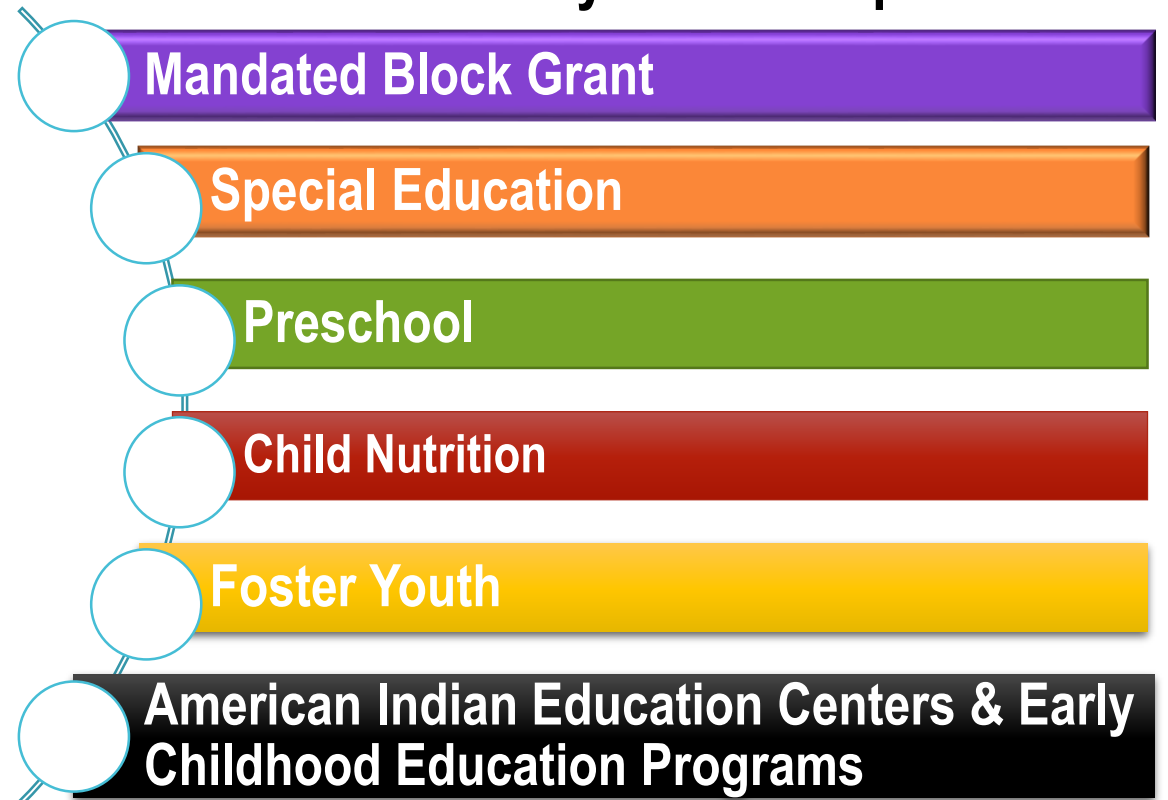 Mandated Block Grant
Special Education
Preschool
Child Nutrition
Foster Youth
American Indian Education Centers & Early
Childhood Education Programs